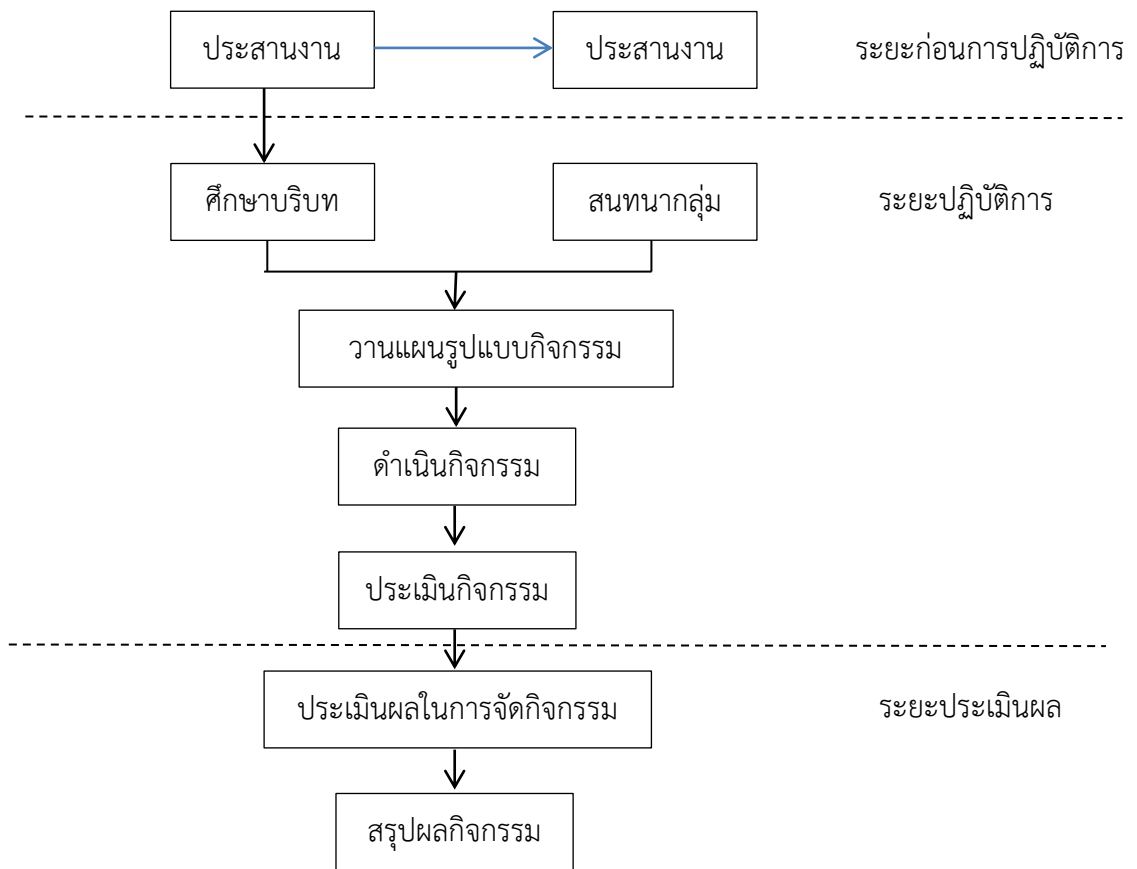 ประสานงาน
ประสานงาน
ระยะก่อนการปฏิบัติการ
ศึกษาบริบท
สนทนากลุ่ม
ระยะปฏิบัติการ
วานแผนรูปแบบกิจกรรม
ดำเนินกิจกรรม
ประเมินกิจกรรม
ประเมินผลในการจัดกิจกรรม
ระยะประเมินผล
สรุปผลกิจกรรม